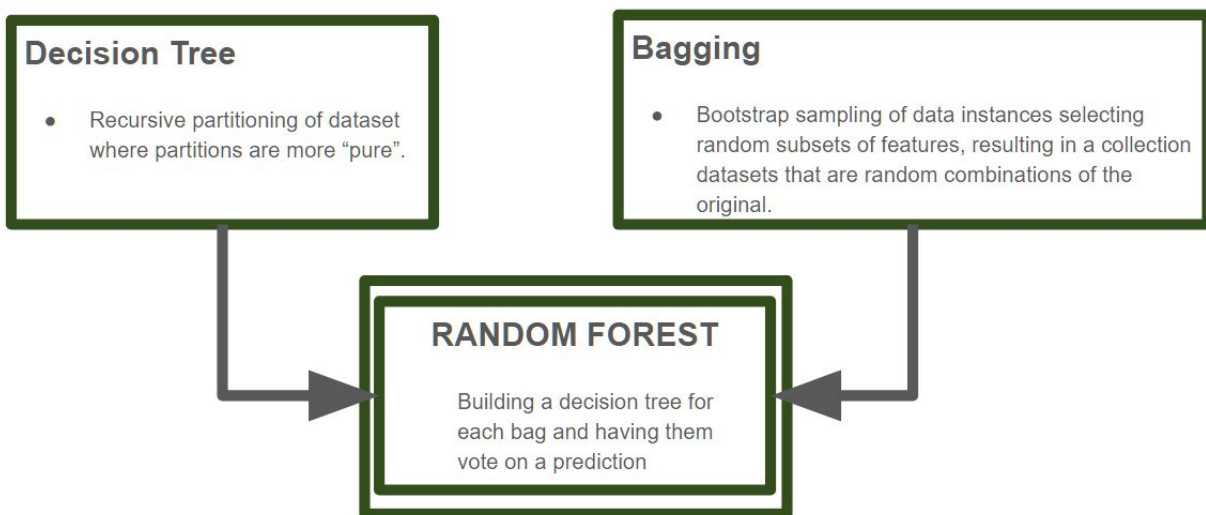 Decision Tree
● Recursive partitioning of dataset
where partitions are more “pure”.
Bagging
● Bootstrap sampling of data instances selecting
random subsets of features, resulting in a collection
datasets that are random combinations of the
original.
RANDOM FOREST
Building a decision tree for
each bag and having them
vote on a prediction